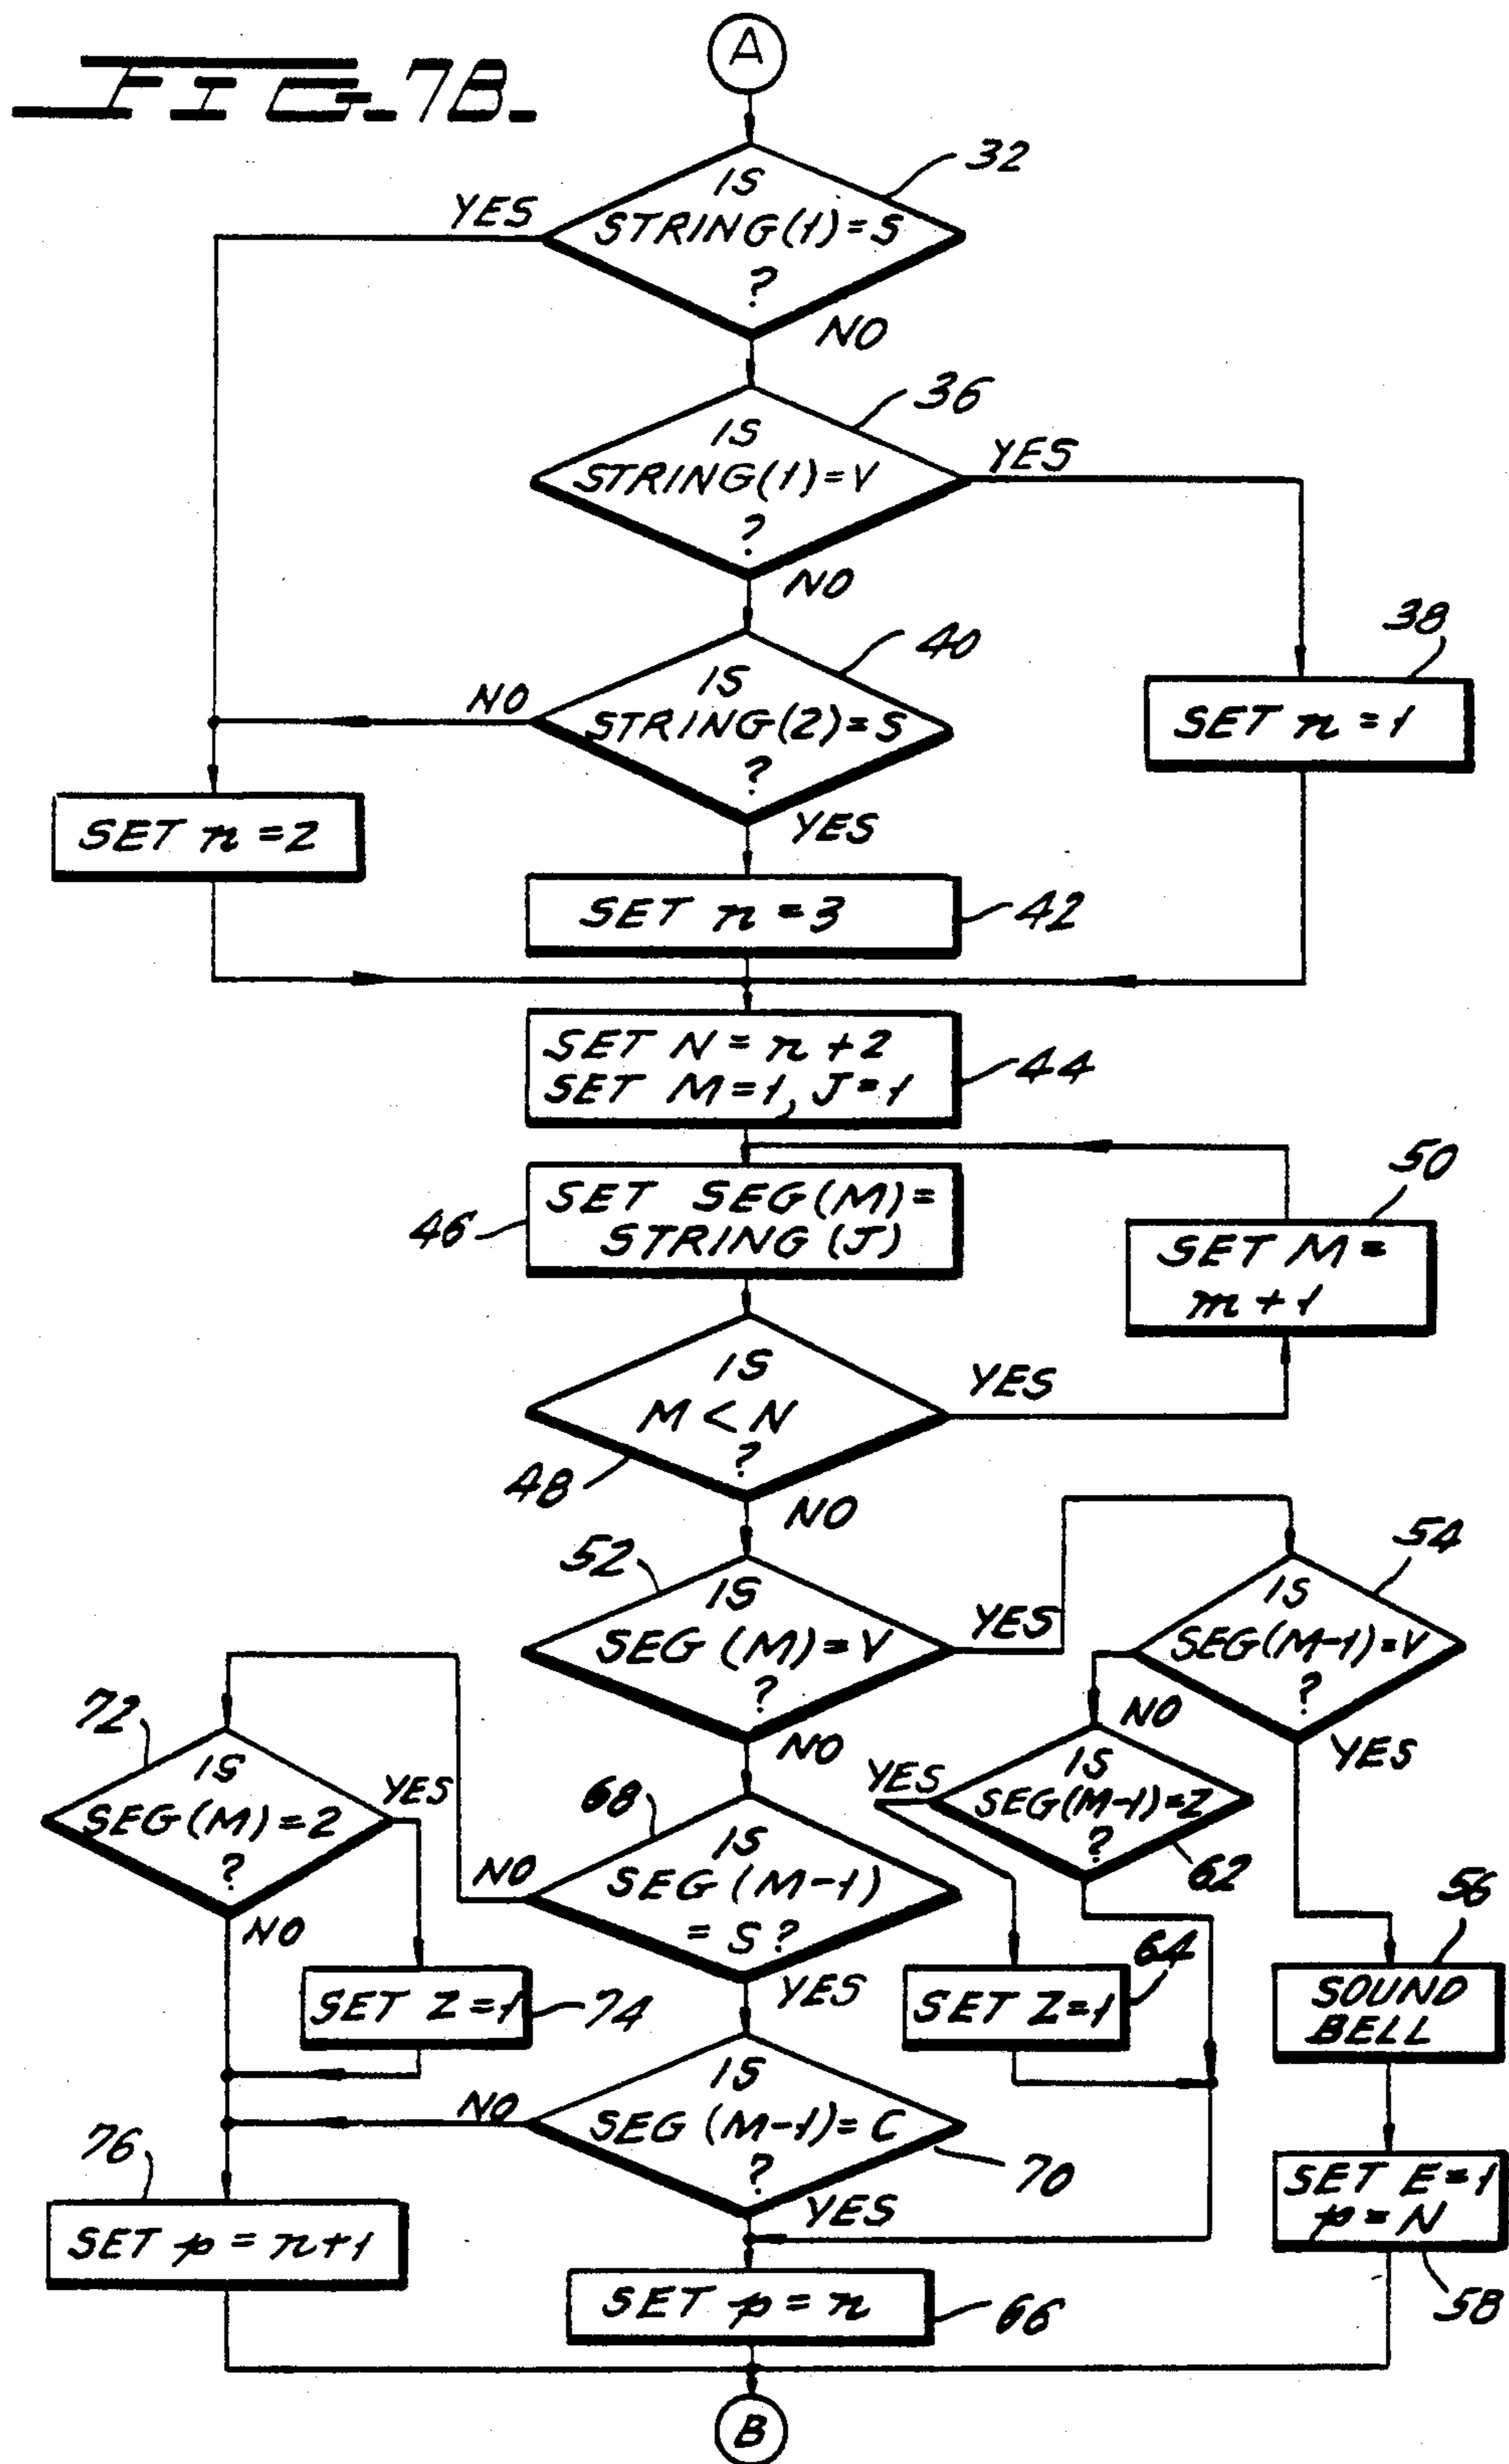 FIG-7B-
A
IS
STRING(1)=S
?
32
YES
NO
IS
STRING(1)=V
?
36
YES
NO
IS
STRING(2)=S
?
40
NO
YES
38
SET n=1
SET n=2
SET n=3
42
SET N=n+2
SET M=1, J=1
44
SET SEG(M)=
STRING(J)
46
50
SET M=
m+1
IS
M<N
?
48
YES
NO
52
IS
SEG(M)=V
?
YES
NO
54
IS
SEG(M-1)=V
?
NO
YES
72
IS
SEG(M)=2
?
YES
NO
68
IS
SEG(M-1)
=S?
NO
YES
IS
SEG(M-1)=Z
?
YES
62
56
SOUND
BELL
SET Z=1
74
64
SET Z=1
IS
SEG(M-1)=C
?
NO
70
YES
76
SET p=n+1
SET E=1
p=N
58
SET p=n
66
B